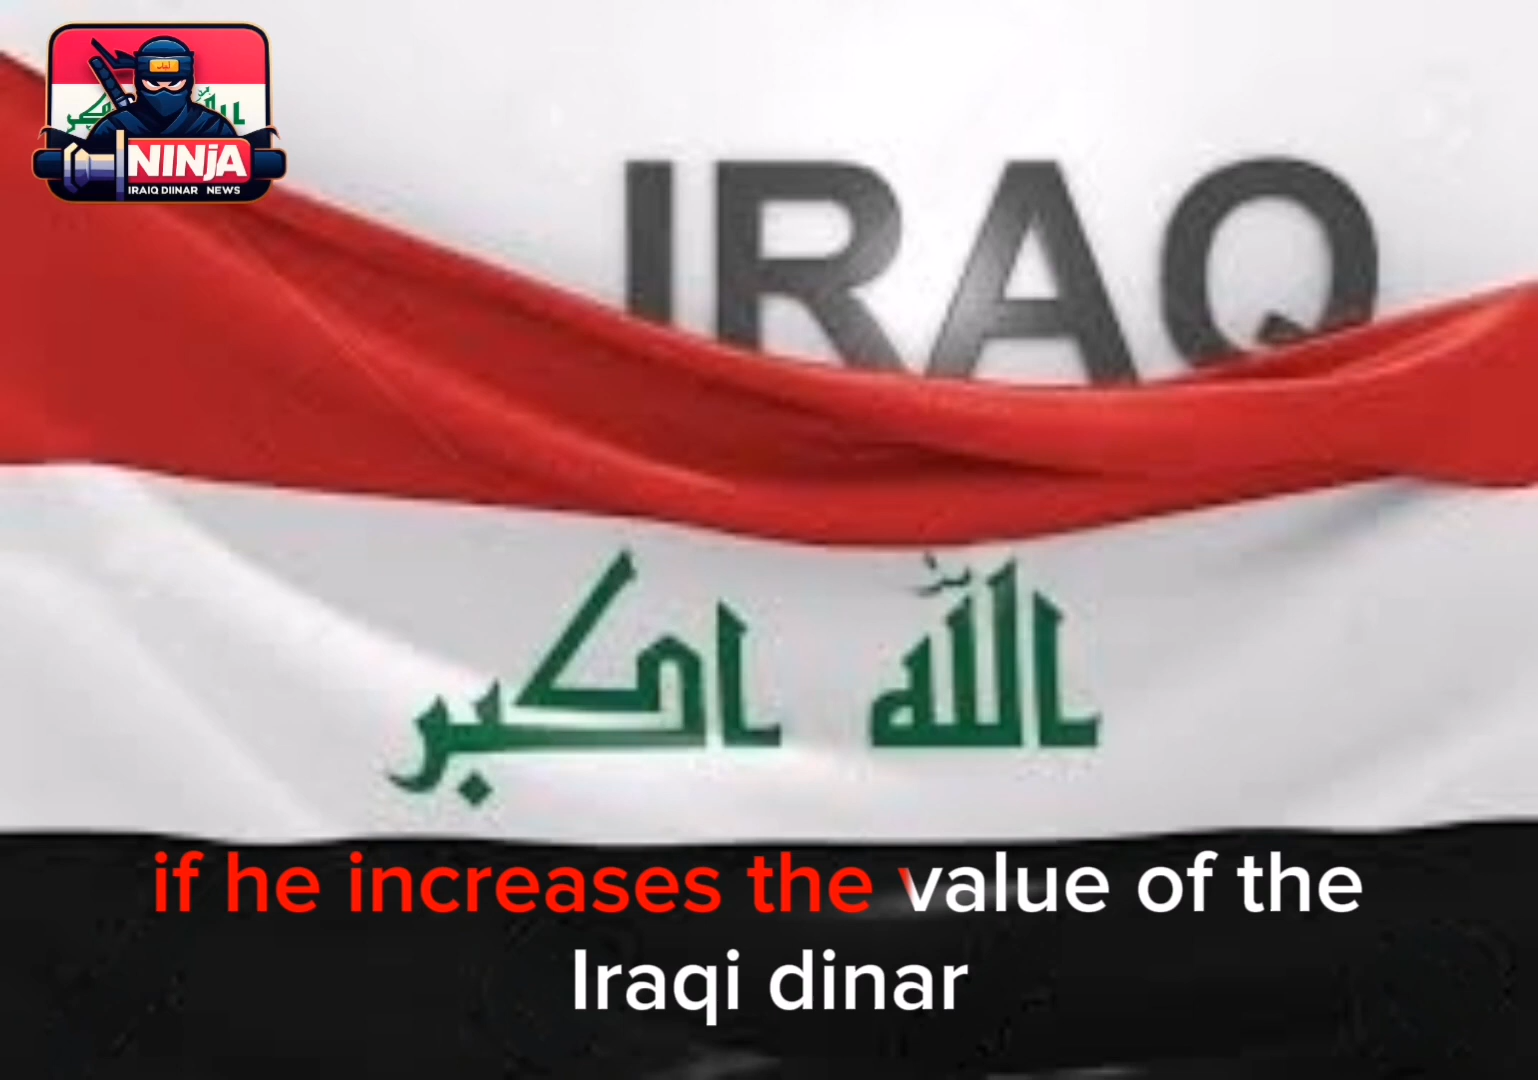 NINjA
IRAIQ DIINAR NEWS
IRAQ
الله اكبر
if he increases the value of the
Iraqi dinar